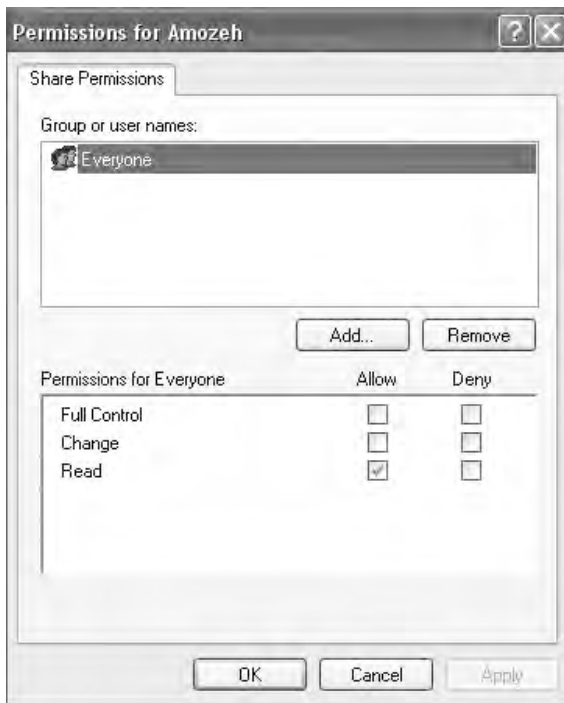 Permissions for Amozeh
Share Permissions
Group or user names:
Everyone
Add... Remove
Permissions for Everyone Allow Deny
Full Control
Change
Read
OK Cancel Apply